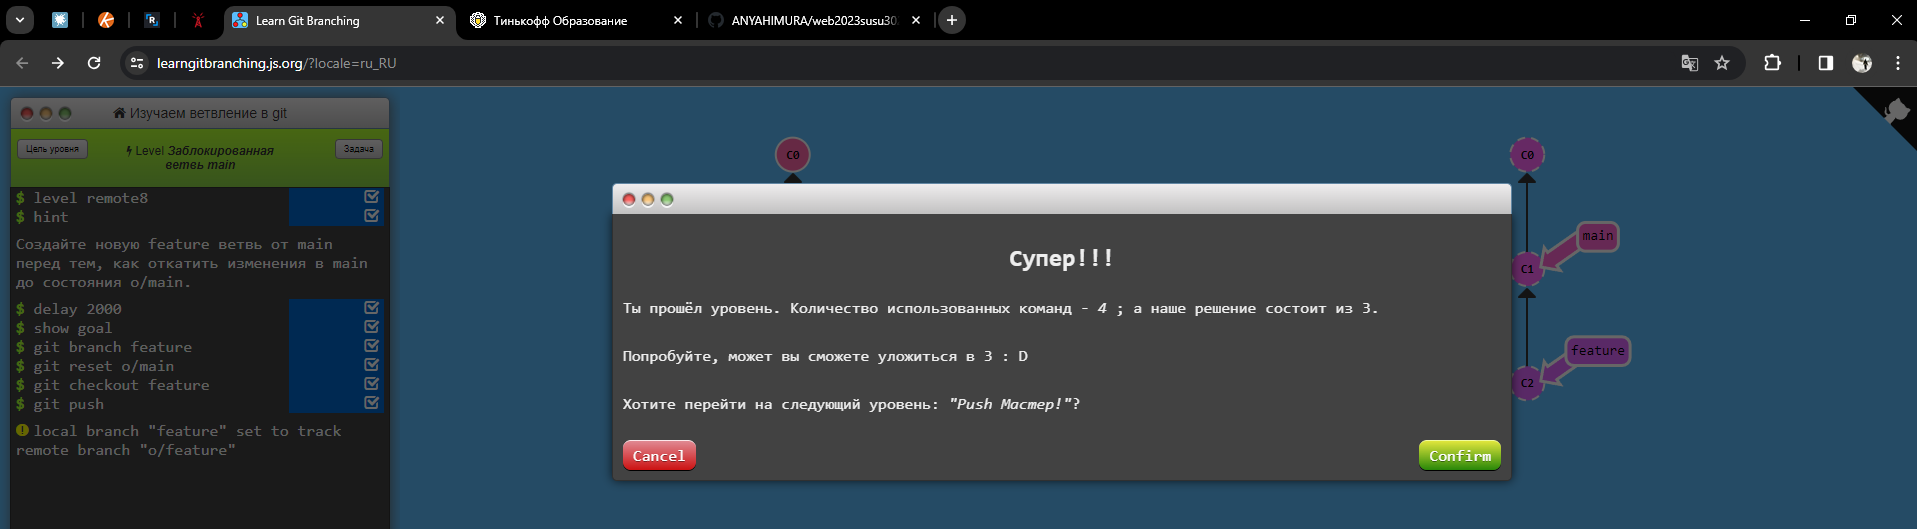 Learn Git Branching
Тинькофф Образование
ANYAHIMURA/web2023susu30
learngitbranching.js.org/?locale=ru_RU
Изучаем ветвление в git
Цель уровня
Level Заблокированная
ветвь main
Задача
$ level remote8
$ hint
Создайте новую feature ветвь от main
перед тем, как откатить изменения в main
до состояния o/main.
$ delay 2000
$ show goal
$ git branch feature
$ git reset o/main
$ git checkout feature
$ git push
local branch "feature" set to track
remote branch "o/feature"
C0
Супер!!!
Ты прошёл уровень. Количество использованных команд - 4 ; а наше решение состоит из 3.
Попробуйте, может вы сможете уложиться в 3 : D
Хотите перейти на следующий уровень: "Push Мастер!"?
Cancel
Confirm
C0
main
C1
feature
C2